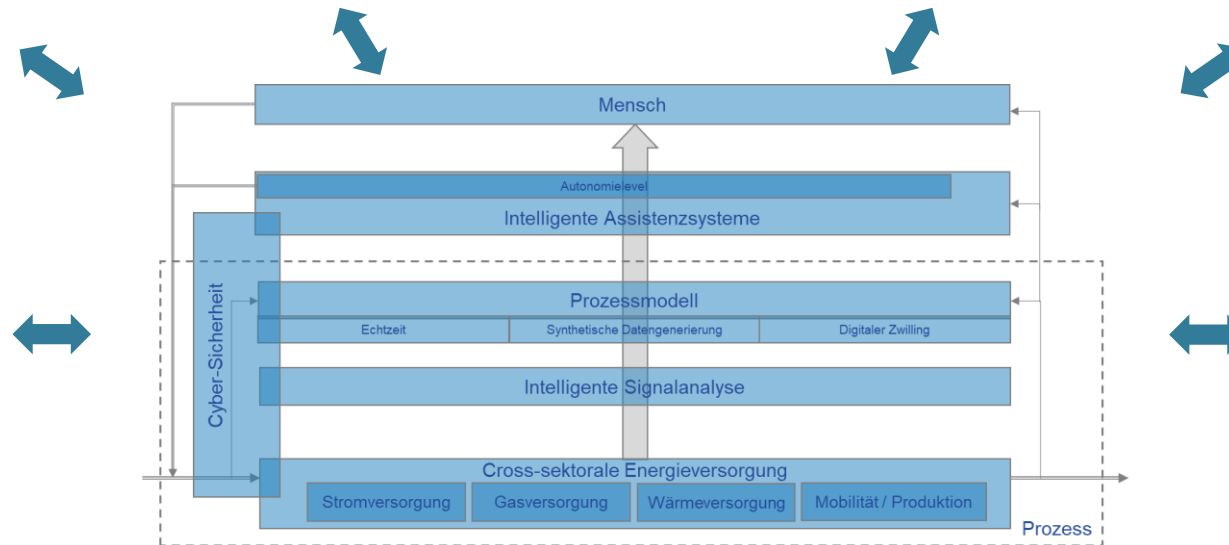 Mensch
Autonomielevel
Intelligente Assistenzsysteme
Cyber-Sicherheit
Prozessmodell
Echtzeit
Synthetische Datengenerierung
Digitaler Zwilling
Intelligente Signalanalyse
Cross-sektorale Energieversorgung
Stromversorgung
Gasversorgung
Wärmeversorgung
Mobilität / Produktion
Prozess